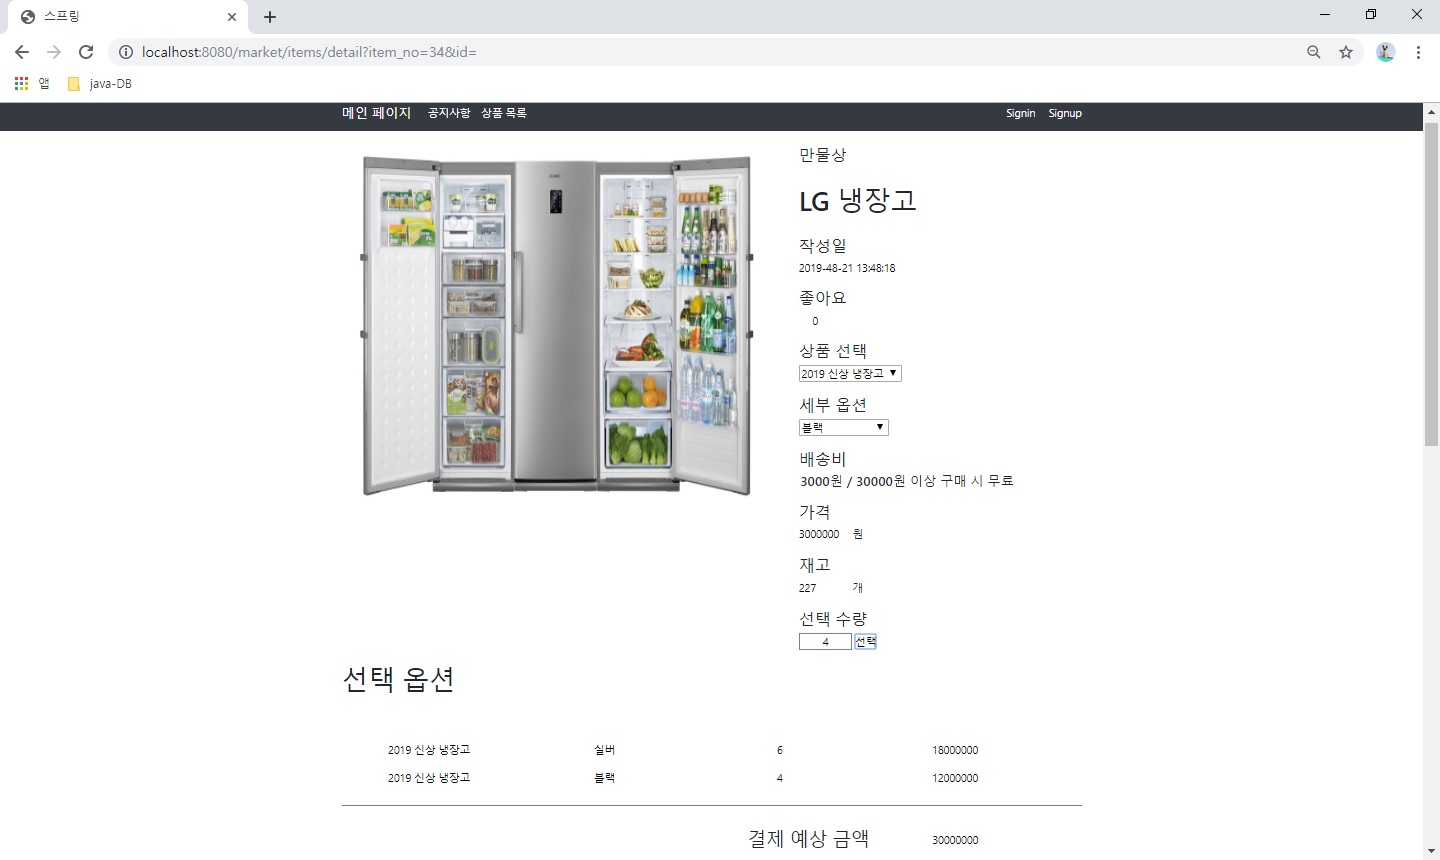 스프링
localhost:8080/market/items/detail?item_no=34&id=
앱 java-DB
메인 페이지 공지사항 상품 목록 Signin Signup
만물상
LG 냉장고
작성일
2019-48-21 13:48:18
좋아요
0
상품 선택
2019 신상 냉장고
세부 옵션
블랙
배송비
3000원 / 30000원 이상 구매 시 무료
가격
3000000 원
재고
227 개
선택 수량
4 선택
선택 옵션
2019 신상 냉장고 실버 6 18000000
2019 신상 냉장고 블랙 4 12000000
결제 예상 금액 30000000